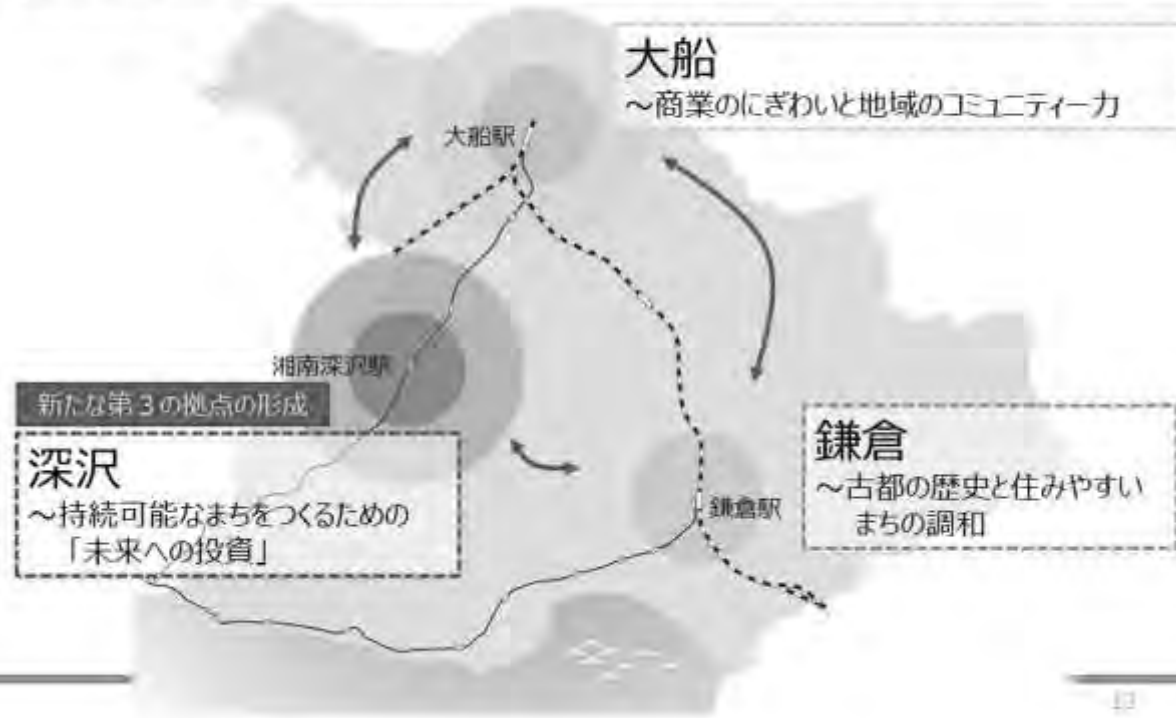 大船
～商業のにぎわいと地域のコミュニティー力
大船駅
湘南深沢駅
新たな第３の拠点の形成
深沢
～持続可能なまちをつくるための
「未来への投資」
鎌倉
～古都の歴史と住みやすい
まちの調和
鎌倉駅